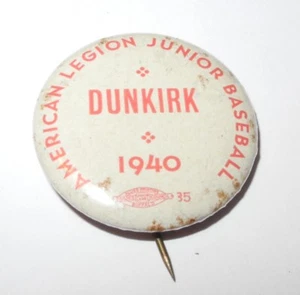 AMERICAN LEGION JUNIOR BASEBALL
DUNKIRK
1940
35